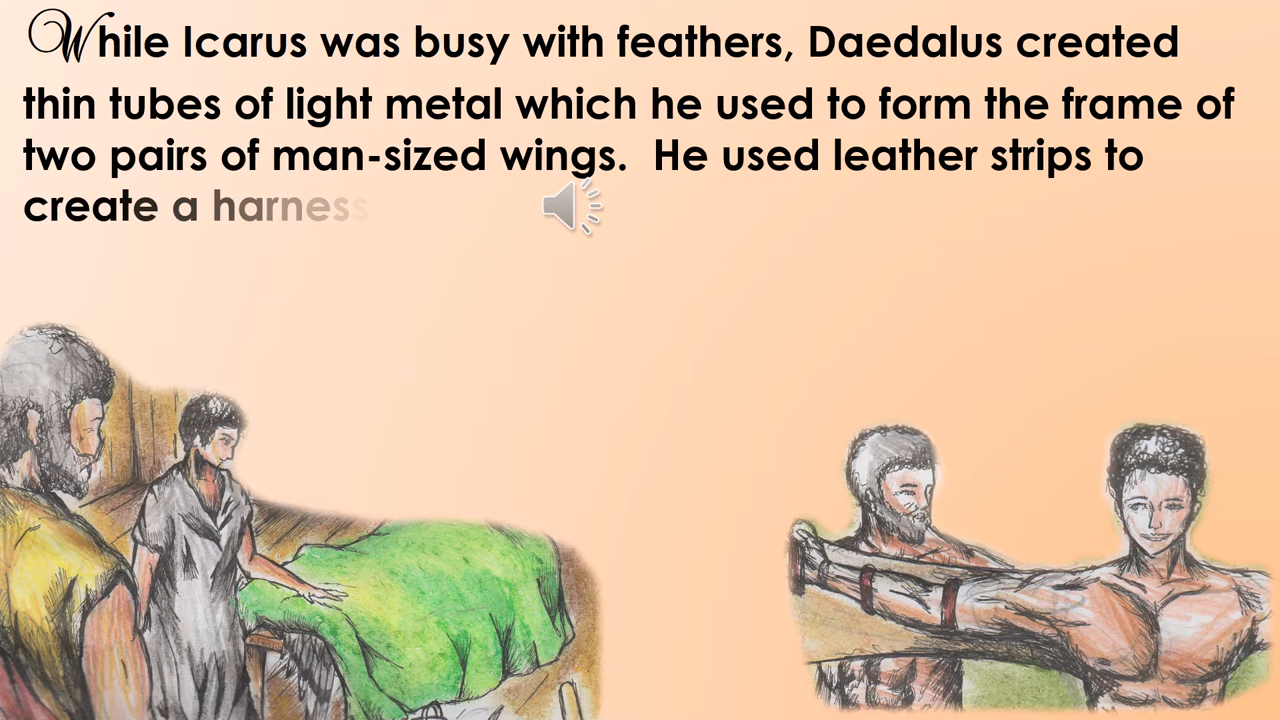 While Icarus was busy with feathers, Daedalus created
thin tubes of light metal which he used to form the frame of
two pairs of man-sized wings.  He used leather strips to
create a harness